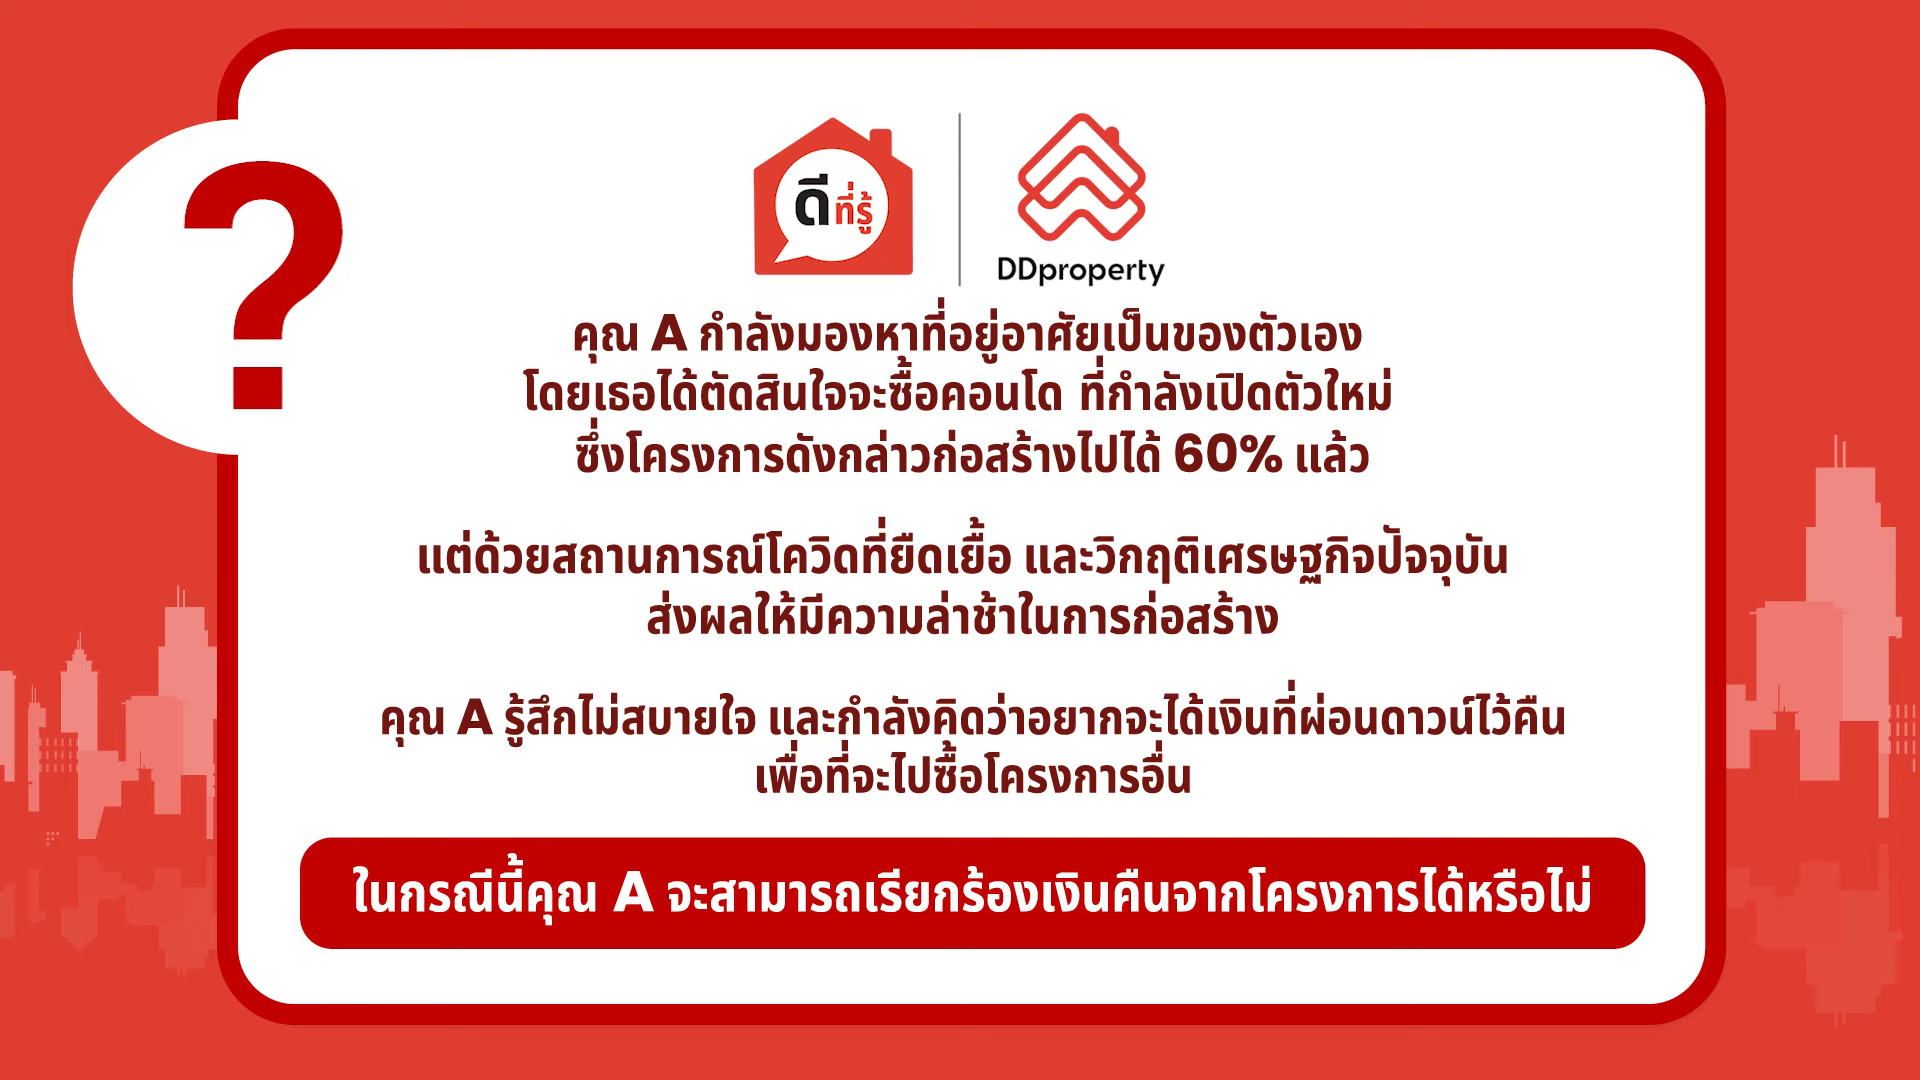 ?
ดีที่รู้
DDproperty
คุณ A กำลังมองหาที่อยู่อาศัยเป็นของตัวเอง
โดยเธอได้ตัดสินใจจะซื้อคอนโด ที่กำลังเปิดตัวใหม่
ซึ่งโครงการดังกล่าวก่อสร้างไปได้ 60% แล้ว
แต่ด้วยสถานการณ์โควิดที่ยืดเยื้อ และวิกฤติเศรษฐกิจปัจจุบัน
ส่งผลให้มีความล่าช้าในการก่อสร้าง
คุณ A รู้สึกไม่สบายใจ และกำลังคิดว่าอยากจะได้เงินที่ผ่อนดาวน์ไว้คืน
เพื่อที่จะไปซื้อโครงการอื่น
ในกรณีนี้คุณ A จะสามารถเรียกร้องเงินคืนจากโครงการได้หรือไม่